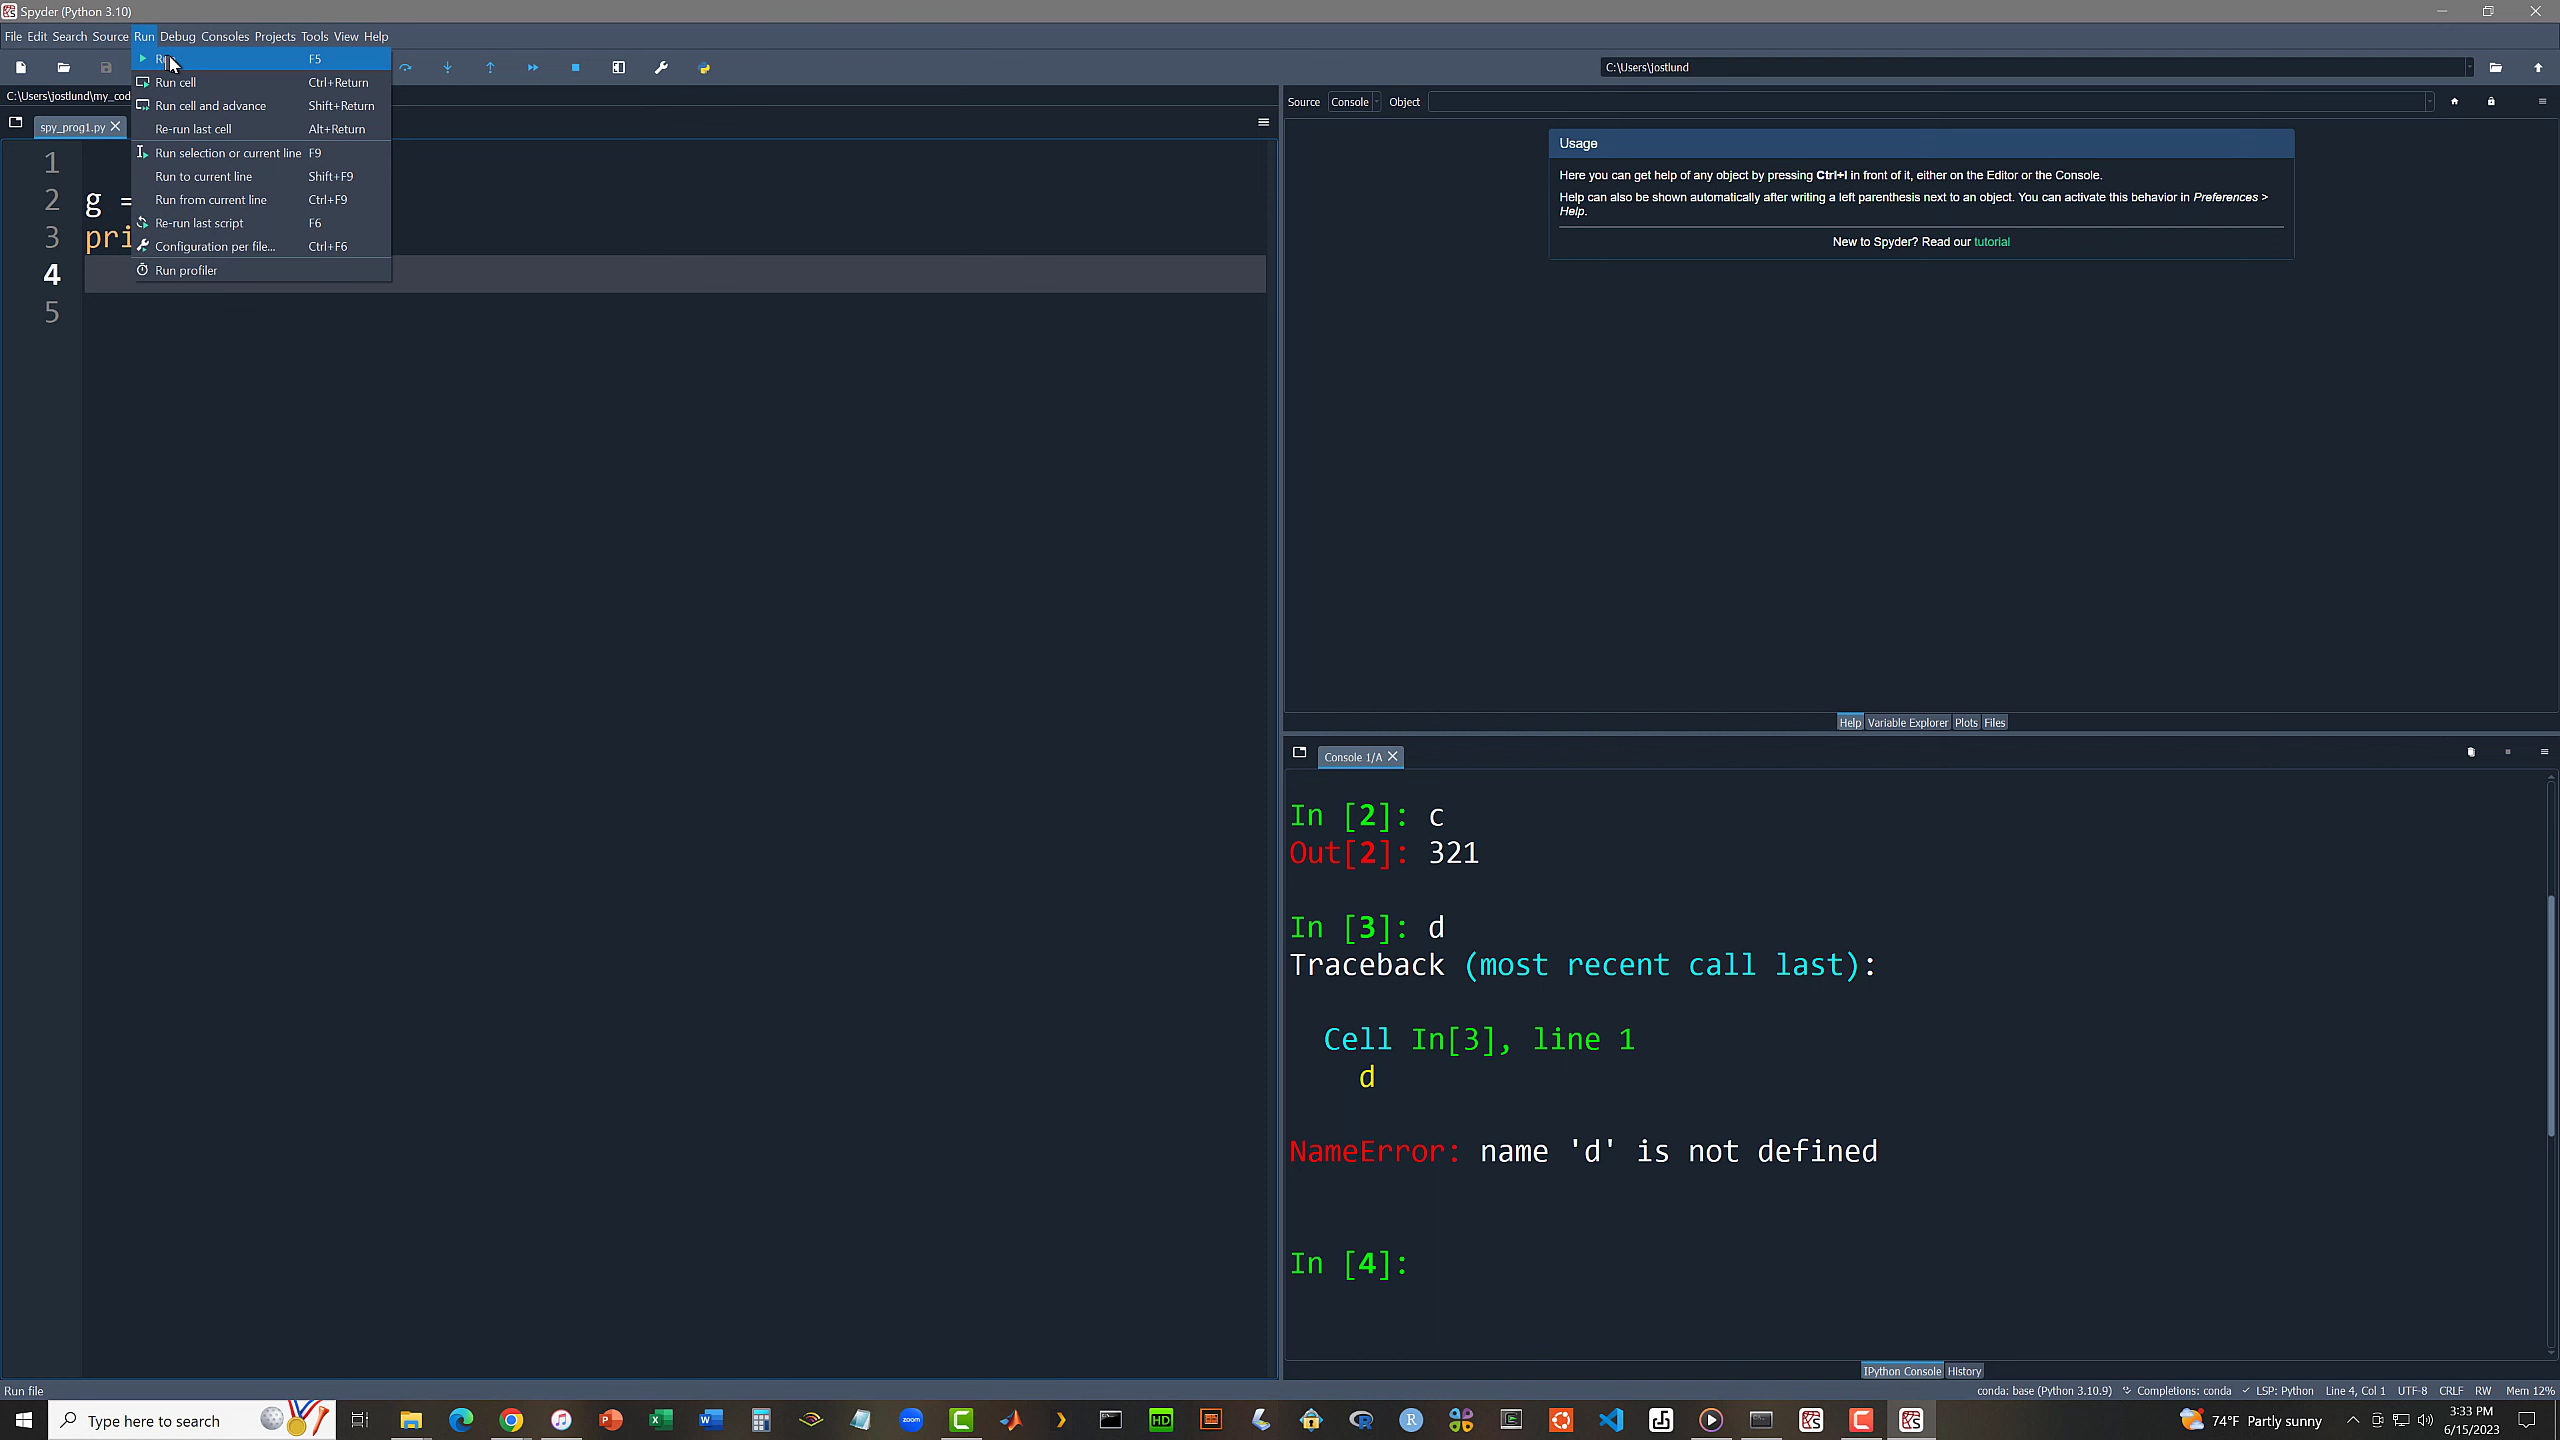 Spyder (Python 3.10)
File Edit Search Source Run Debug Consoles Projects Tools View Help
F5
Run cell Ctrl+Return
Run cell and advance Shift+Return
Re-run last cell Alt+Return
Run selection or current line F9
Run to current line Shift+F9
Run from current line Ctrl+F9
Re-run last script F6
Configuration per file... Ctrl+F6
Run profiler
C:\Users\jostlund\my_cod
spy_prog1.py
1
2 g =
3 pri
4
5
C:\Users\jostlund
Source Console Object
Usage
Here you can get help of any object by pressing Ctrl+I in front of it, either on the Editor or the Console.
Help can also be shown automatically after writing a left parenthesis next to an object. You can activate this behavior in Preferences >
Help.
New to Spyder? Read our tutorial
Help Variable Explorer Plots Files
Console 1/A
In [2]: c
Out[2]: 321
In [3]: d
Traceback (most recent call last):
Cell In[3], line 1
d
NameError: name 'd' is not defined
In [4]:
IPython Console History
Run file
conda: base (Python 3.10.9) Completions: conda LSP: Python Line 4, Col 1 UTF-8 CRLF RW Mem 12%
Type here to search
zoom
HD
R
R
74°F Partly sunny
3:33 PM
6/15/2023